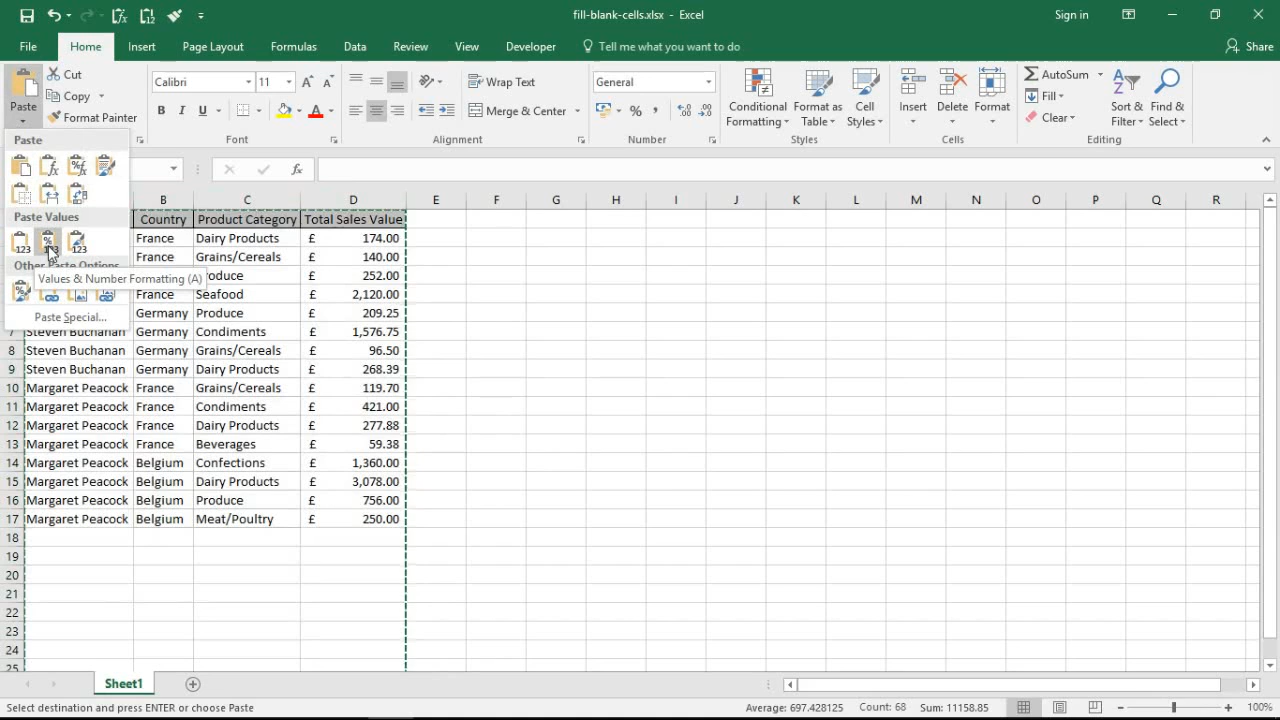 fill-blank-cells.xlsx - Excel
Sign in
File Home Insert Page Layout Formulas Data Review View Developer Tell me what you want to do Share
Paste
Cut
Copy
Format Painter
Calibri 11
B I U A
Font
Wrap Text
Merge & Center
Alignment
General
% ,
Number
Conditional Formatting
Format as Table
Cell Styles
Styles
Insert
Delete
Format
Cells
AutoSum
Fill
Clear
Sort & Filter
Find & Select
Editing
Paste
Paste Values
Other Paste Options
Values & Number Formatting (A)
Paste Special...
fx
B C D E F G H I J K L M N O P Q R
Country Product Category Total Sales Value
France Dairy Products £ 174.00
France Grains/Cereals £ 140.00
roduce £ 252.00
France Seafood £ 2,120.00
Germany Produce £ 209.25
7 Steven Buchanan Germany Condiments £ 1,576.75
8 Steven Buchanan Germany Grains/Cereals £ 96.50
9 Steven Buchanan Germany Dairy Products £ 268.39
10 Margaret Peacock France Grains/Cereals £ 119.70
11 Margaret Peacock France Condiments £ 421.00
12 Margaret Peacock France Dairy Products £ 277.88
13 Margaret Peacock France Beverages £ 59.38
14 Margaret Peacock Belgium Confections £ 1,360.00
15 Margaret Peacock Belgium Dairy Products £ 3,078.00
16 Margaret Peacock Belgium Produce £ 756.00
17 Margaret Peacock Belgium Meat/Poultry £ 250.00
18
19
20
21
22
23
24
25
Sheet1
Select destination and press ENTER or choose Paste Average: 697.428125 Count: 68 Sum: 11158.85 100%